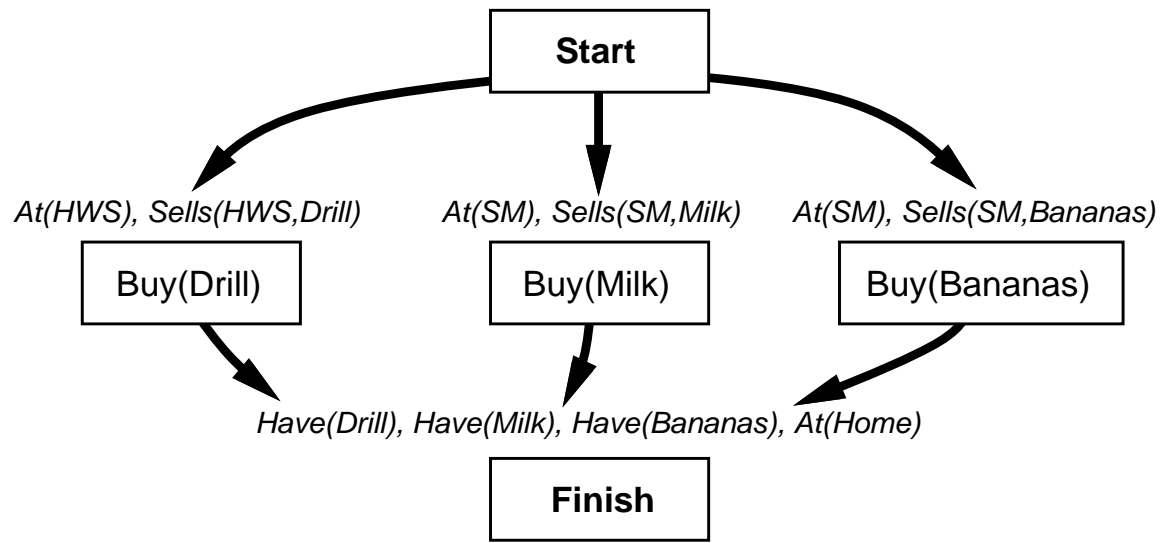 Start
At(HWS), Sells(HWS,Drill)
At(SM), Sells(SM,Milk)
At(SM), Sells(SM,Bananas)
Buy(Drill)
Buy(Milk)
Buy(Bananas)
Have(Drill), Have(Milk), Have(Bananas), At(Home)
Finish